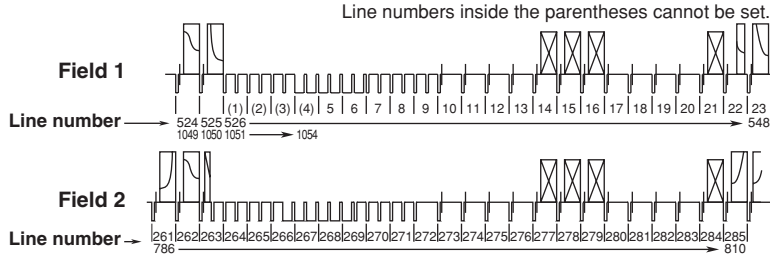 Line numbers inside the parentheses cannot be set.
Field 1
(1) (2) (3) (4) 5 6 7 8 9 10 11 12 13 14 15 16 17 18 19 20 21 22 23
Line number 524 525 526 548
1049 1050 1051 1054
Field 2
Line number 261 262 263 264 265 266 267 268 269 270 271 272 273 274 275 276 277 278 279 280 281 282 283 284 285
786 810